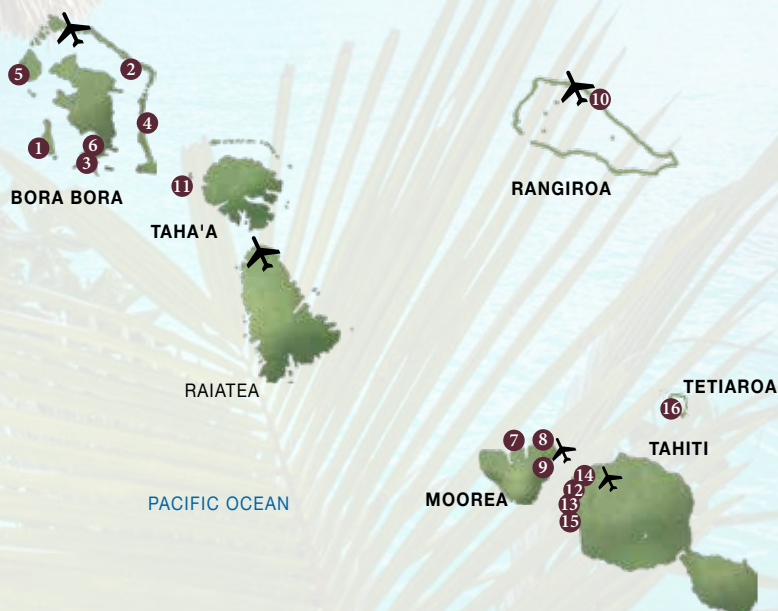 5
2
10
4
1
6
3
BORA BORA
11
RANGIROA
TAHA'A
RAIATEA
TETIAROA
16
TAHITI
7
8
9
MOOREA
14
12
13
15
PACIFIC OCEAN